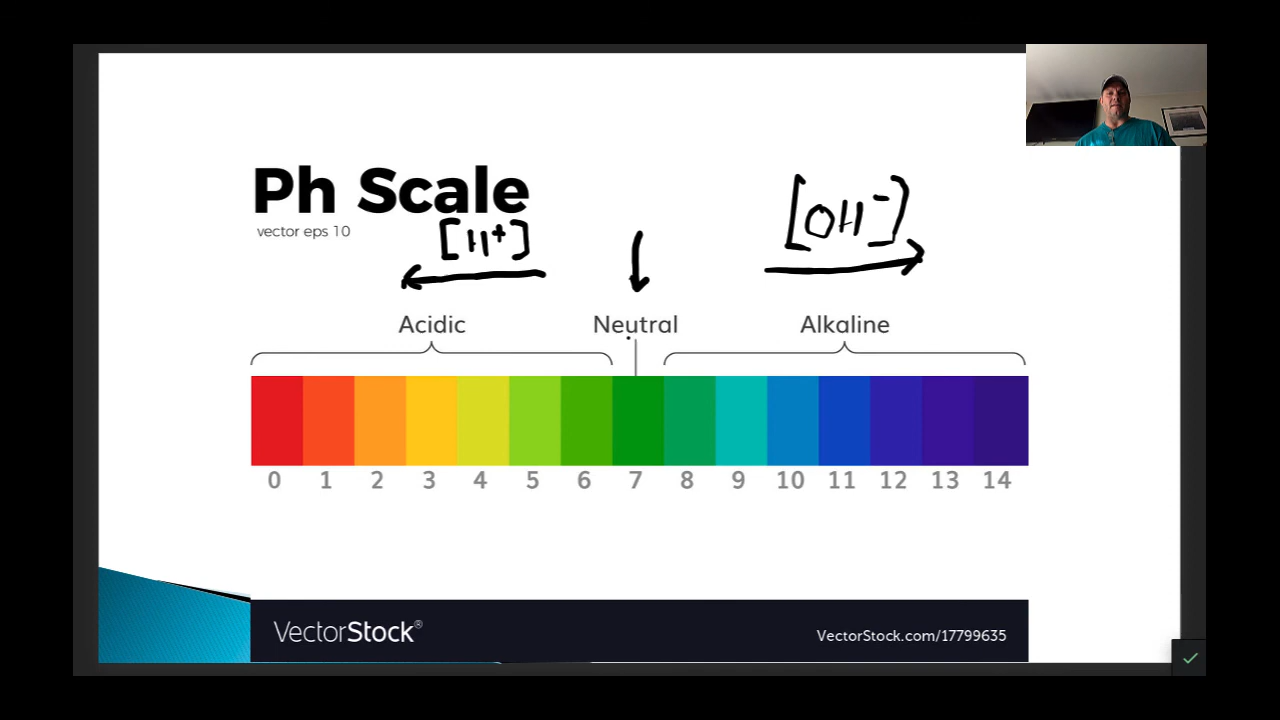 Ph Scale
vector eps 10
[H+]
[OH-]
Acidic Neutral Alkaline
0 1 2 3 4 5 6 7 8 9 10 11 12 13 14
VectorStock® VectorStock.com/17799635